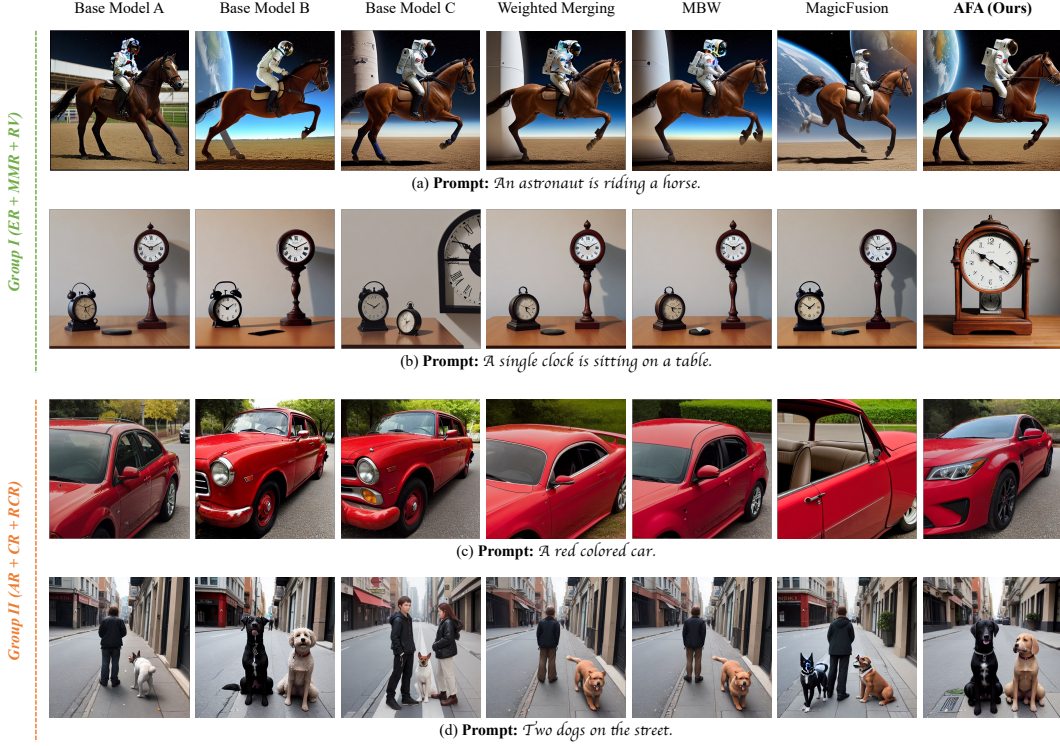 Base Model A Base Model B Base Model C Weighted Merging MBW MagicFusion AFA (Ours)
Group I (ER + MMR + RV)
(a) Prompt: An astronaut is riding a horse.
(b) Prompt: A single clock is sitting on a table.
Group II (AR + CR + RCR)
(c) Prompt: A red colored car.
(d) Prompt: Two dogs on the street.